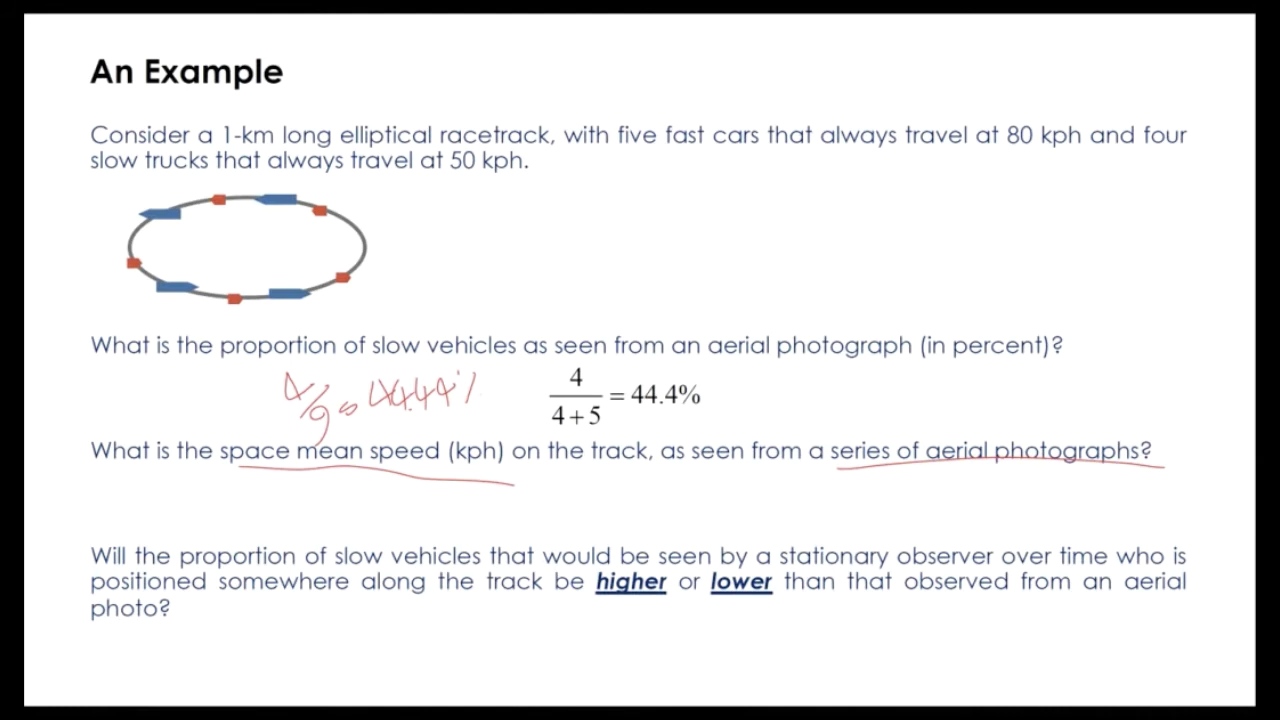 An Example
Consider a 1-km long elliptical racetrack, with five fast cars that always travel at 80 kph and four
slow trucks that always travel at 50 kph.
What is the proportion of slow vehicles as seen from an aerial photograph (in percent)?
4/9 = 44.44%
4
4 + 5
= 44.4%
What is the space mean speed (kph) on the track, as seen from a series of aerial photographs?
Will the proportion of slow vehicles that would be seen by a stationary observer over time who is
positioned somewhere along the track be higher or lower than that observed from an aerial
photo?